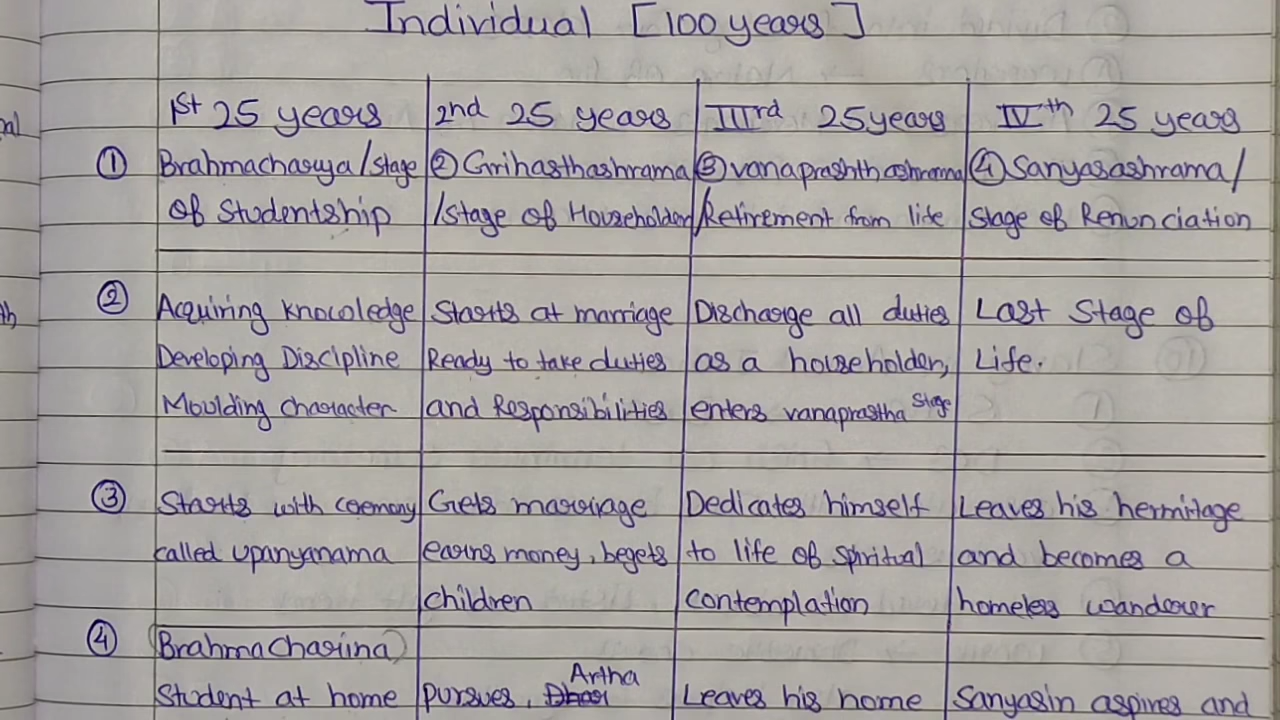 Individual [100 years]
1st 25 years | 2nd 25 years | IIIrd 25 years | IVth 25 years
① Brahmacharya/Stage | ② Grihasthashrama | ③ vanaprashthashrama | ④ Sanyasashrama/
of Studentship | /Stage of Householder | /Retirement from life | Stage of Renunciation
② Acquiring knowledge | Starts at marriage | Discharge all duties | Last Stage of
Developing Discipline | Ready to take duties | as a householder, | Life.
Moulding character | and Responsibilities | enters vanaprastha Stage
③ Starts with ceemony | Gets marriage | Dedicates himself | Leaves his hermitage
called upanyanama | earns money, begets | to life of Spiritual | and becomes a
children | contemplation | homeless wanderer
④ (Brahmacharina)
Student at home | pursues, Artha | Leaves his home | Sanyasin aspires and